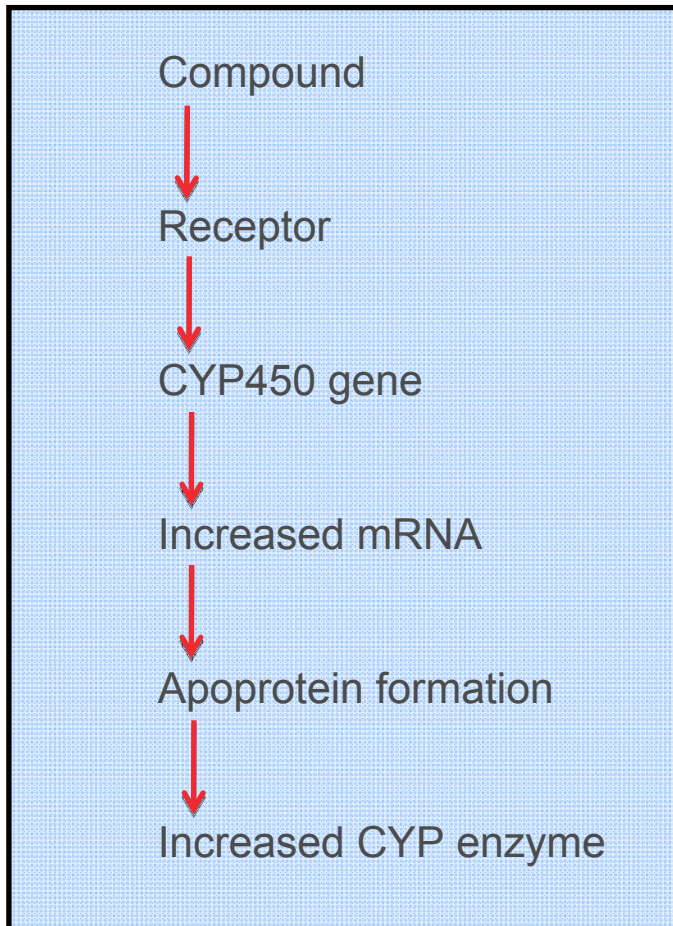 Compound
Receptor
CYP450 gene
Increased mRNA
Apoprotein formation
Increased CYP enzyme